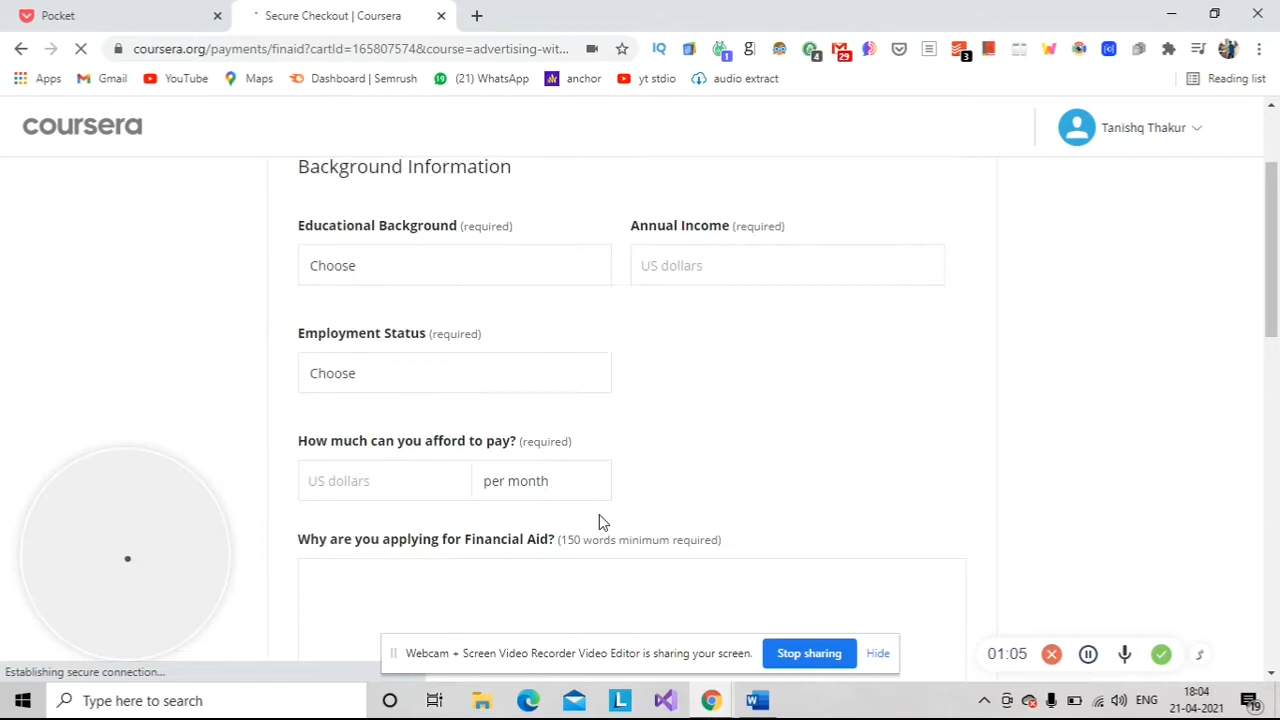 Pocket
Secure Checkout | Coursera
coursera.org/payments/finaid?cartId=165807574&course=advertising-wit...
Apps
Gmail
YouTube
Maps
Dashboard | Semrush
(21) WhatsApp
anchor
yt stdio
audio extract
Reading list
coursera
Tanishq Thakur
Background Information
Educational Background (required)
Annual Income (required)
Choose
US dollars
Employment Status (required)
Choose
How much can you afford to pay? (required)
US dollars
per month
Why are you applying for Financial Aid? (150 words minimum required)
Webcam + Screen Video Recorder Video Editor is sharing your screen.
Stop sharing
Hide
01:05
Establishing secure connection...
Type here to search
ENG
18:04
21-04-2021
19